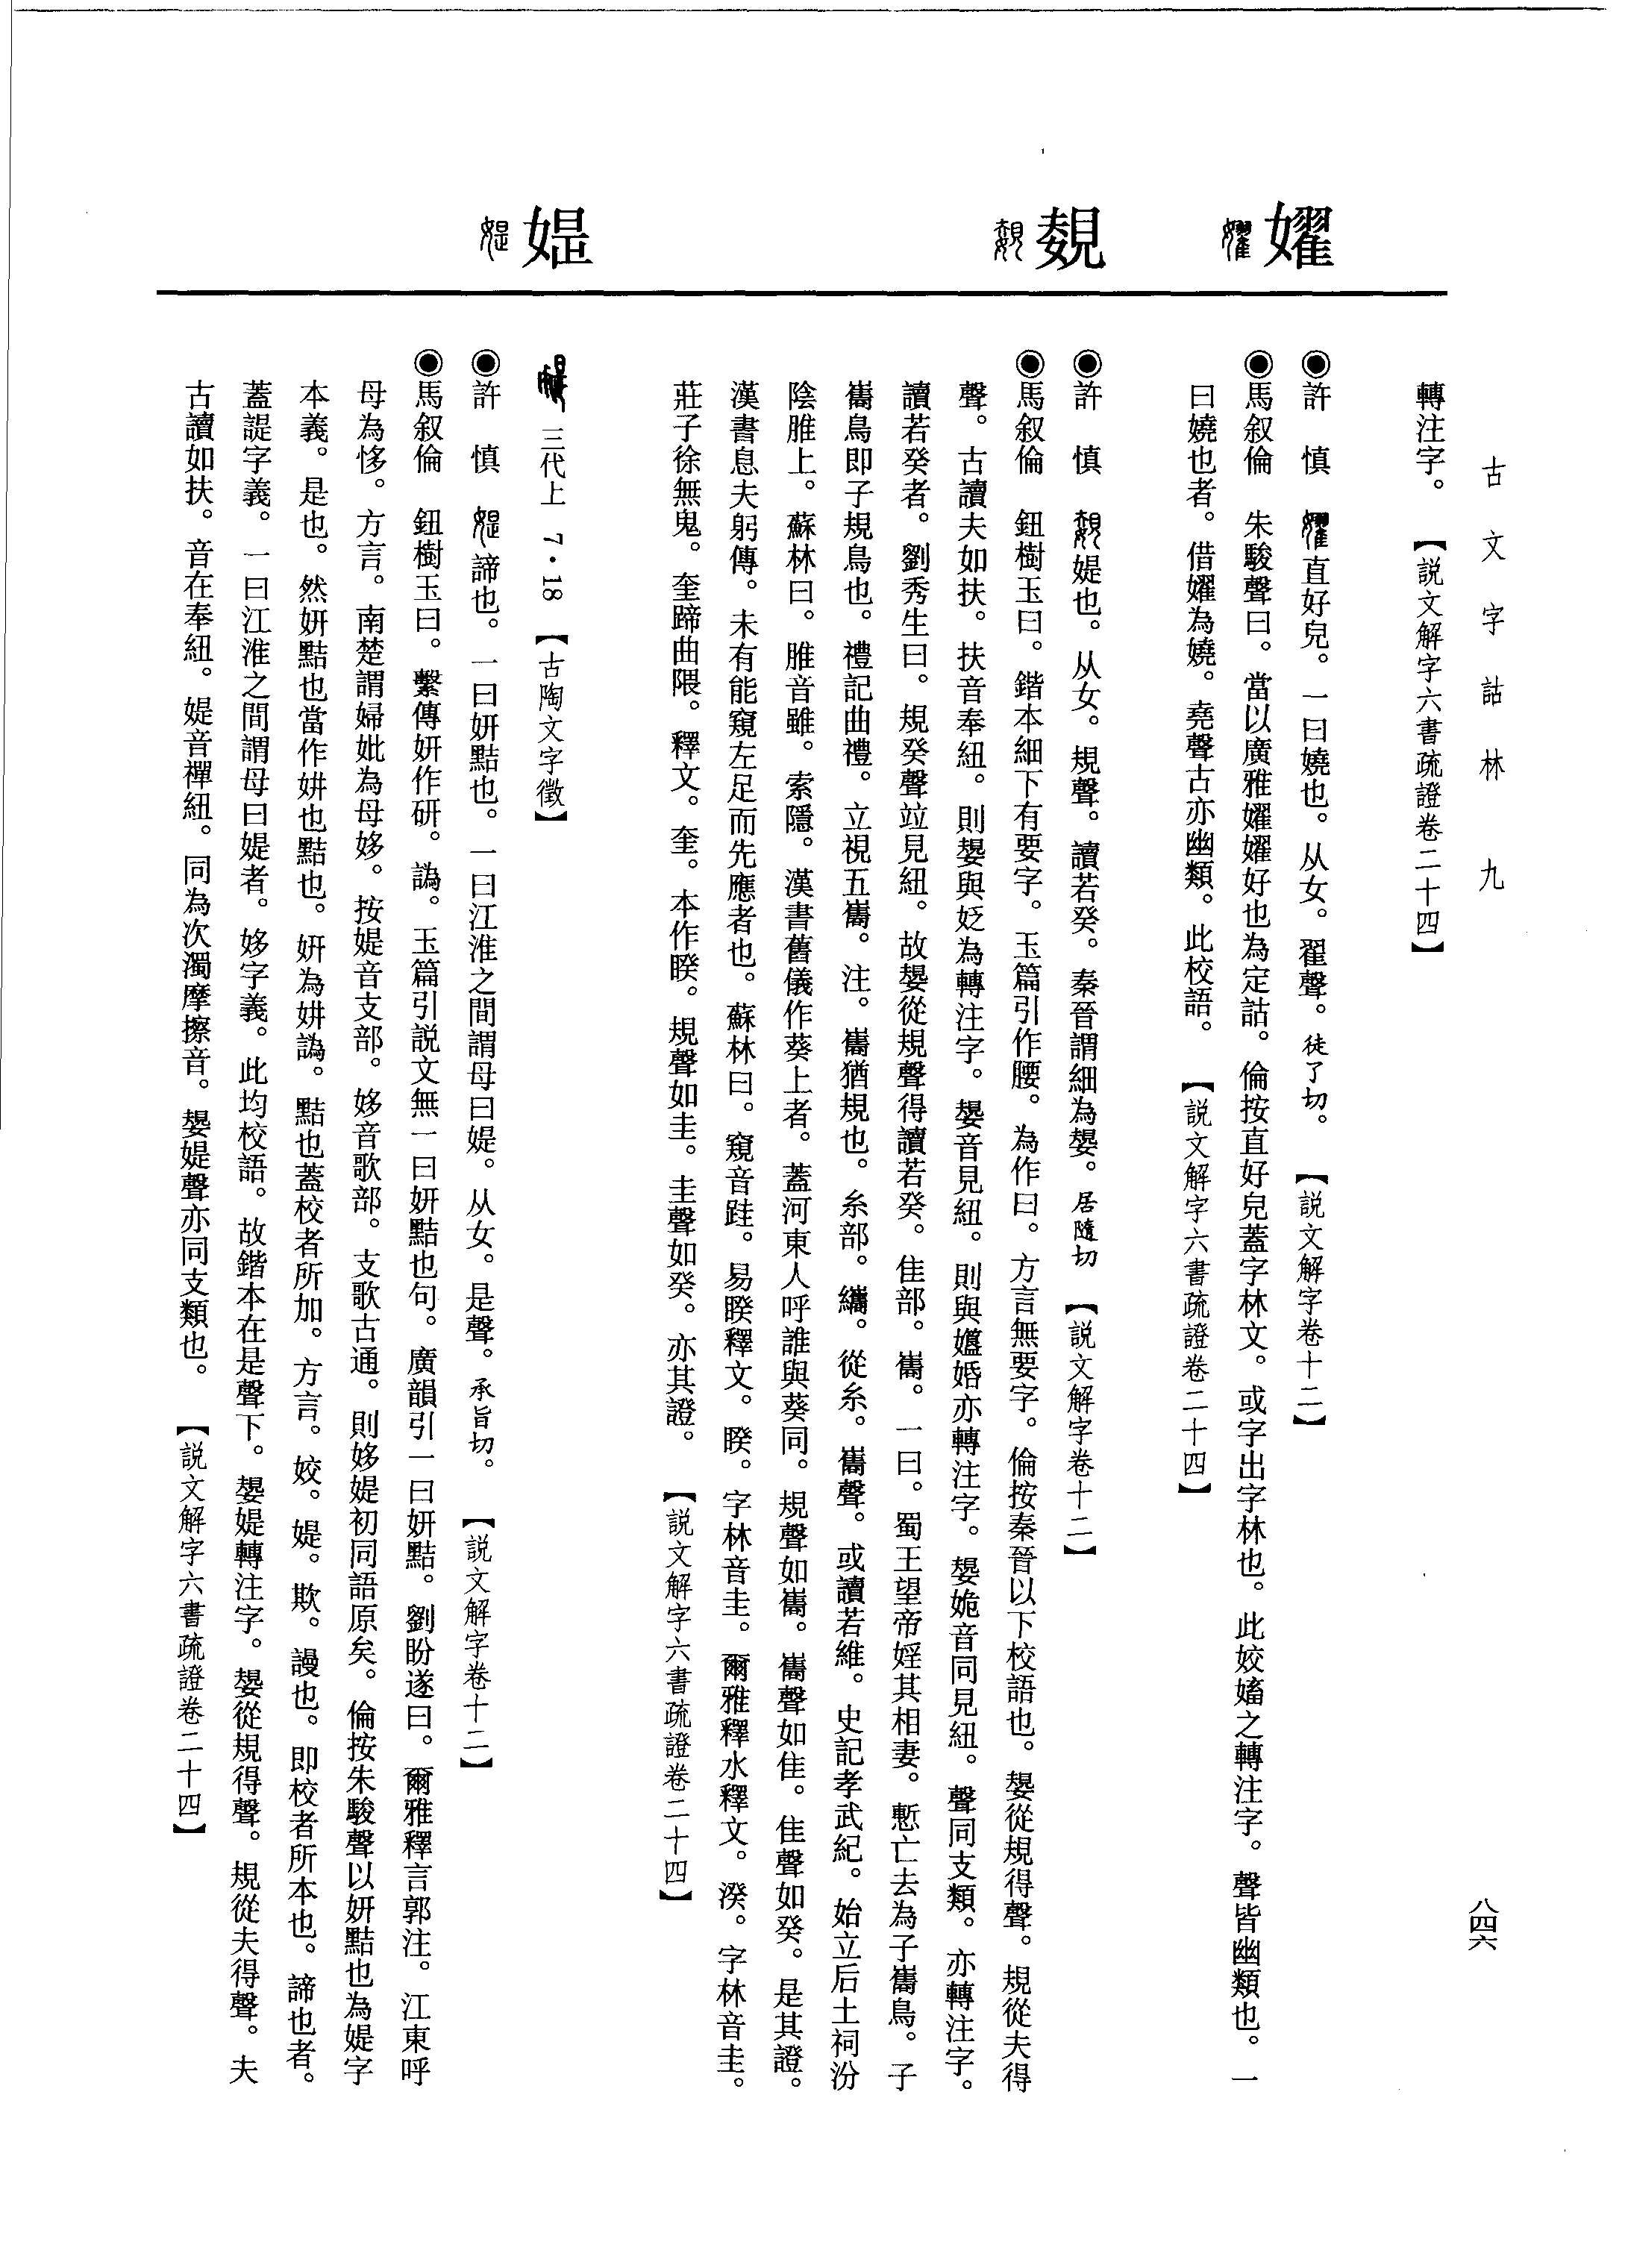 古文字詁林 九
八四六
轉注字。【説文解字六書疏證卷二十四】
嬥
◉許 慎 直好皃。一曰嬈也。从女。翟聲。徒了切。【説文解字卷十二】
◉馬叙倫 朱駿聲曰。當以廣雅嬥嬥好也為定詁。倫按直好皃蓋字林文。或字出字林也。此姣嬌之轉注字。聲皆幽類也。一
曰嬈也者。借嬥為嬈。堯聲古亦幽類。此校語。【説文解字六書疏證卷二十四】
嫢
◉許 慎 媞也。从女。規聲。讀若癸。秦晉謂細為嫢。居隨切【説文解字卷十二】
◉馬叙倫 鈕樹玉曰。鍇本細下有要字。玉篇引作腰。為作曰。方言無要字。倫按秦晉以下校語也。嫢從規得聲。規從夫得
聲。古讀夫如扶。扶音奉紐。則嫢與姂為轉注字。嫢音見紐。則與㜴婚亦轉注字。嫢姽音同見紐。聲同支類。亦轉注字。
讀若癸者。劉秀生曰。規癸聲竝見紐。故嫢從規聲得讀若癸。隹部。巂。一曰。蜀王望帝婬其相妻。慙亡去為子巂鳥。子
巂鳥即子規鳥也。禮記曲禮。立視五巂。注。巂猶規也。糸部。纗。從糸。巂聲。或讀若維。史記孝武紀。始立后土祠汾
陰脽上。蘇林曰。脽音雖。索隱。漢書舊儀作葵上者。蓋河東人呼誰與葵同。規聲如巂。巂聲如隹。隹聲如癸。是其證。
漢書息夫躬傳。未有能窺左足而先應者也。蘇林曰。窺音跬。易睽釋文。睽。字林音圭。爾雅釋水釋文。湀。字林音圭。
莊子徐無鬼。奎蹄曲隈。釋文。奎。本作睽。規聲如圭。圭聲如癸。亦其證。【説文解字六書疏證卷二十四】
媞
三代上 7·18【古陶文字徵】
◉許 慎 諦也。一曰妍黠也。一曰江淮之間謂母曰媞。从女。是聲。承旨切。【説文解字卷十二】
◉馬叙倫 鈕樹玉曰。繫傳妍作研。譌。玉篇引説文無一曰妍黠也句。廣韻引一曰妍黠。劉盼遂曰。爾雅釋言郭注。江東呼
母為恀。方言。南楚謂婦妣為母姼。按媞音支部。姼音歌部。支歌古通。則姼媞初同語原矣。倫按朱駿聲以妍黠也為媞字
本義。是也。然妍黠也當作姘也黠也。妍為姘譌。黠也蓋校者所加。方言。姣。媞。欺。謾也。即校者所本也。諦也者。
蓋諟字義。一曰江淮之間謂母曰媞者。姼字義。此均校語。故鍇本在是聲下。嫢媞轉注字。嫢從規得聲。規從夫得聲。夫
古讀如扶。音在奉紐。媞音禪紐。同為次濁摩擦音。嫢媞聲亦同支類也。【説文解字六書疏證卷二十四】